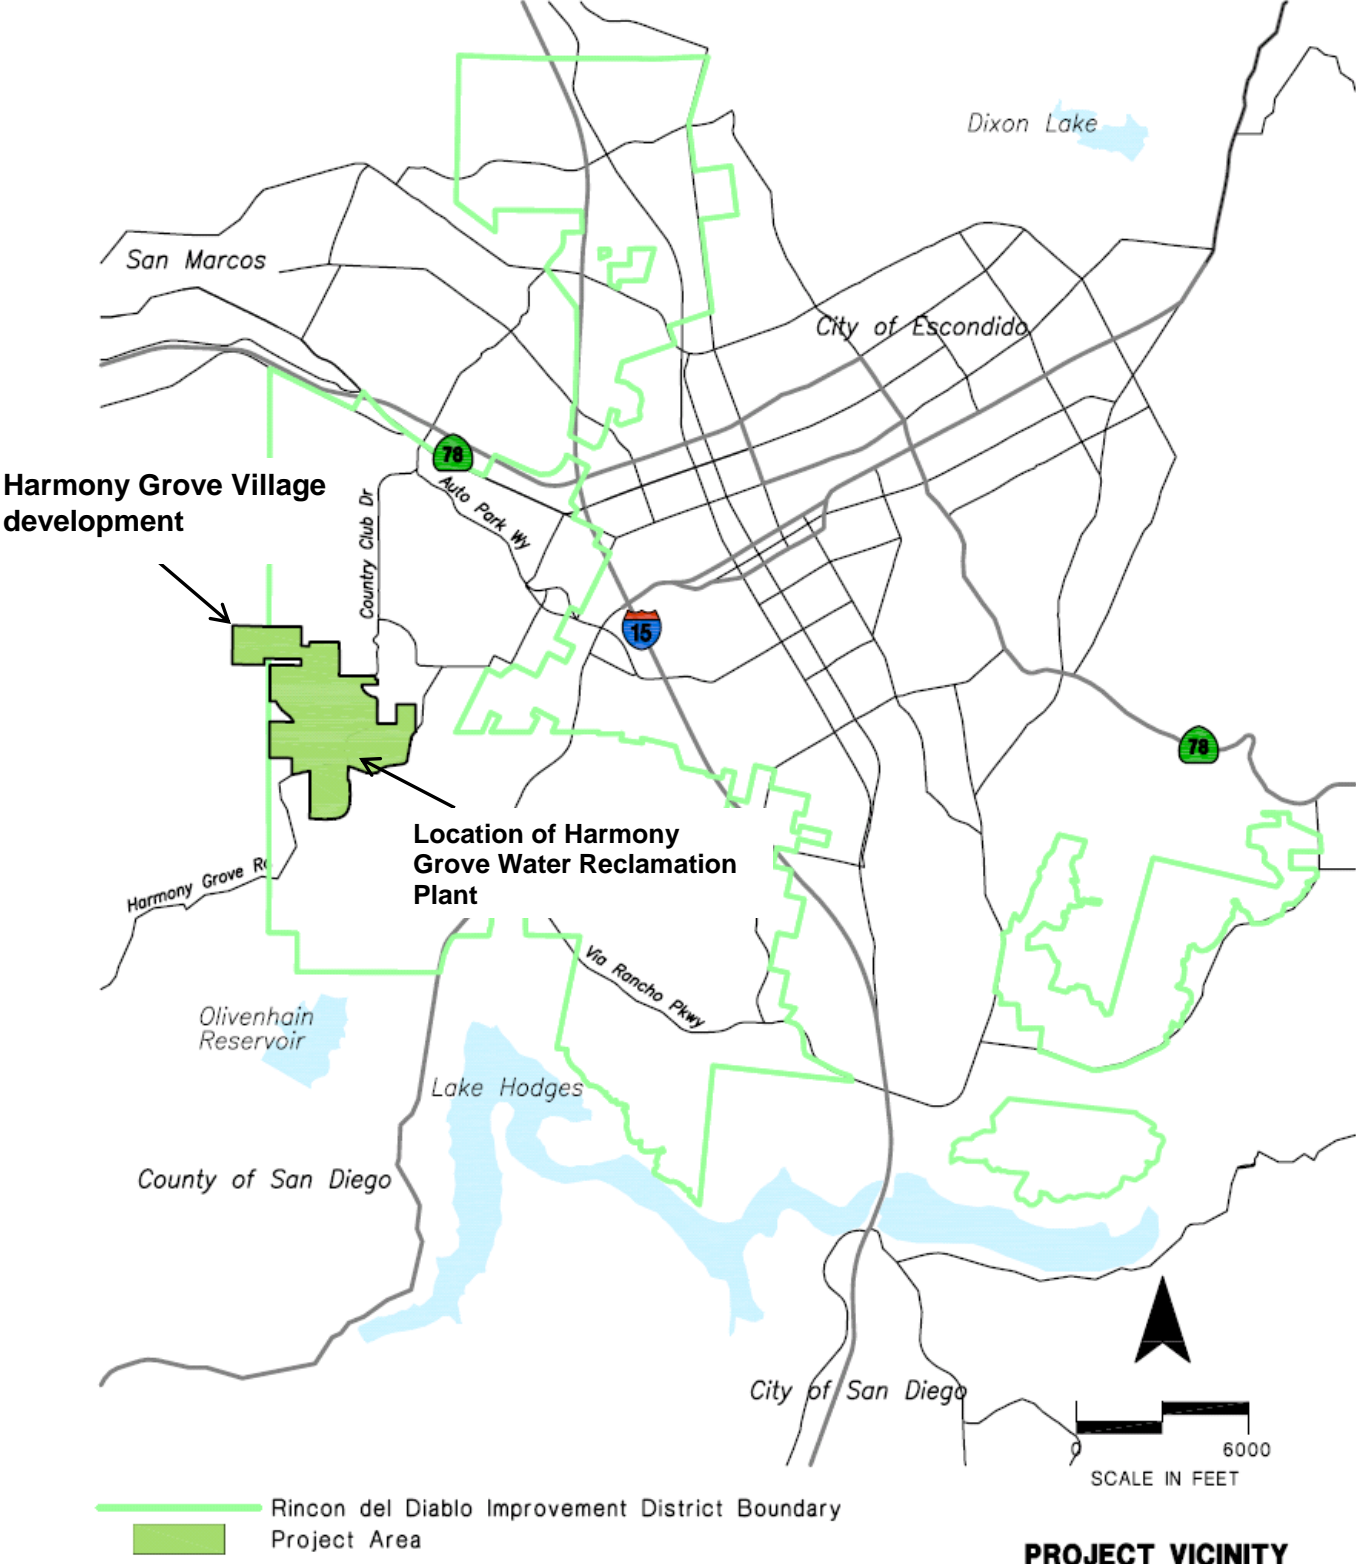 Dixon Lake
San Marcos
City of Escondido
78
Harmony Grove Village
development
Auto Park Wy
Country Club Dr
15
78
Location of Harmony
Grove Water Reclamation
Plant
Harmony Grove
Via Rancho Pkwy
Olivenhain
Reservoir
Lake Hodges
County of San Diego
City of San Diego
0 6000
SCALE IN FEET
Rincon del Diablo Improvement District Boundary
Project Area
PROJECT VICINITY